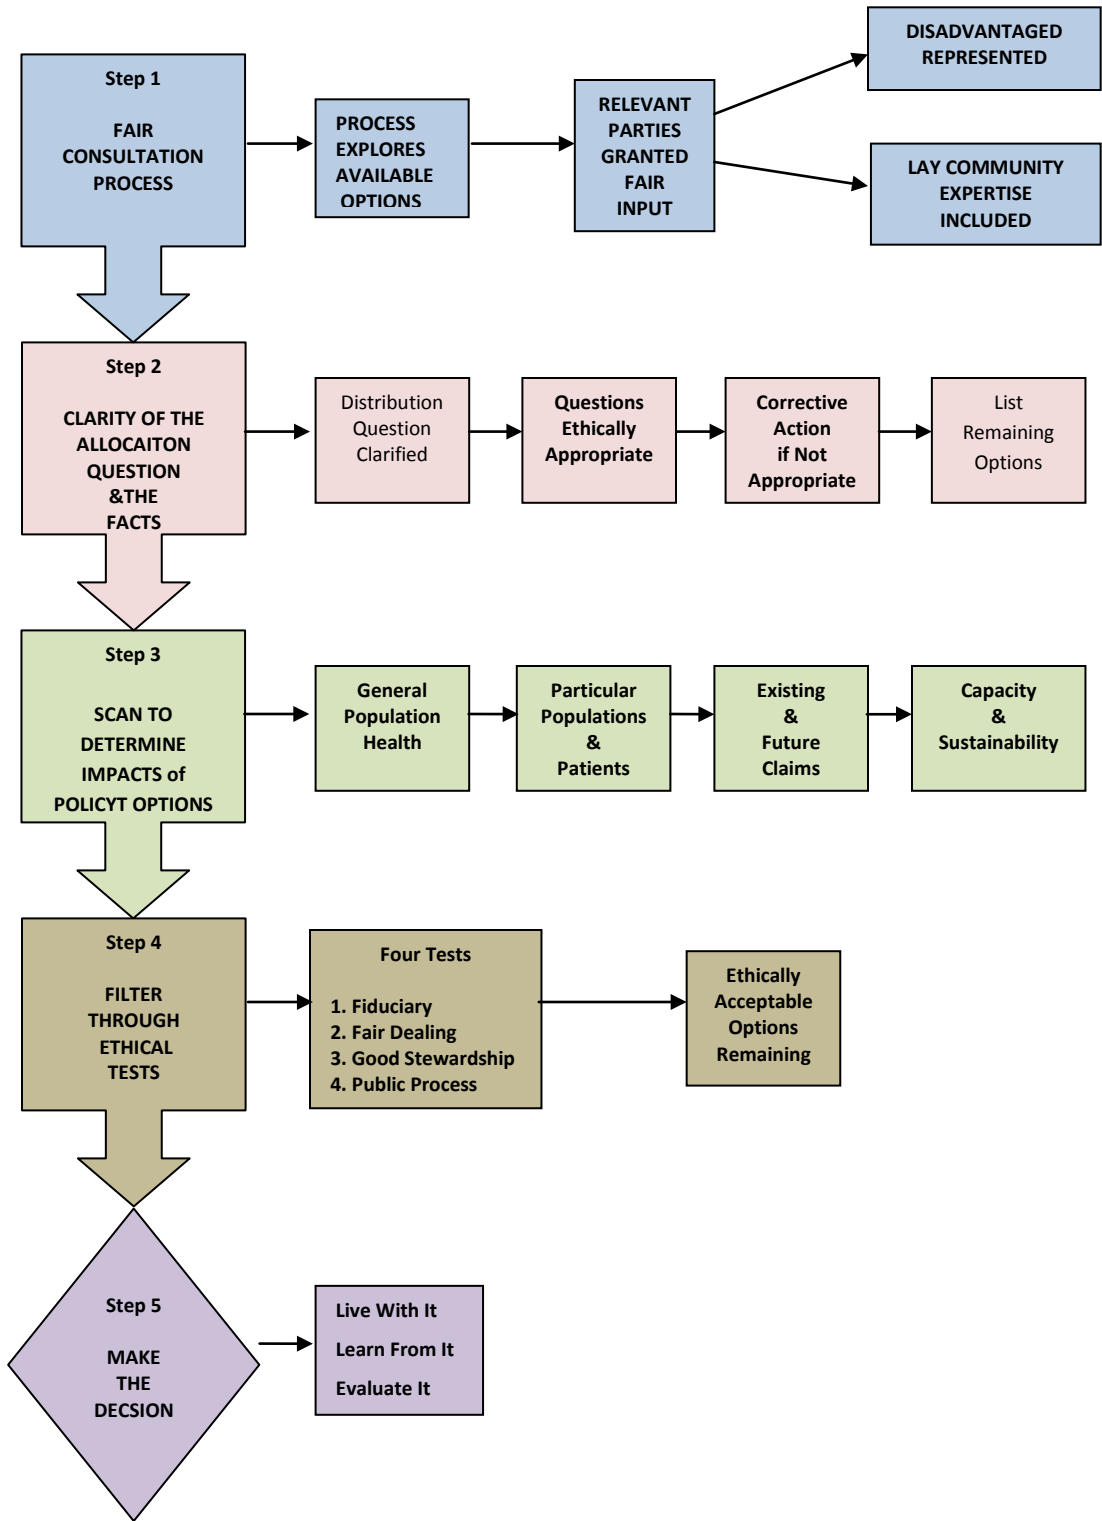 Step 1
FAIR
CONSULTATION
PROCESS
PROCESS
EXPLORES
AVAILABLE
OPTIONS
RELEVANT
PARTIES
GRANTED
FAIR
INPUT
DISADVANTAGED
REPRESENTED
LAY COMMUNITY
EXPERTISE
INCLUDED
Step 2
CLARITY OF THE
ALLOCAITON
QUESTION
&THE
FACTS
Distribution
Question
Clarified
Questions
Ethically
Appropriate
Corrective
Action
if Not
Appropriate
List
Remaining
Options
Step 3
SCAN TO
DETERMINE
IMPACTS of
POLICYT OPTIONS
General
Population
Health
Particular
Populations
&
Patients
Existing
&
Future
Claims
Capacity
&
Sustainability
Step 4
FILTER
THROUGH
ETHICAL
TESTS
Four Tests
1. Fiduciary
2. Fair Dealing
3. Good Stewardship
4. Public Process
Ethically
Acceptable
Options
Remaining
Step 5
MAKE
THE
DECSION
Live With It
Learn From It
Evaluate It